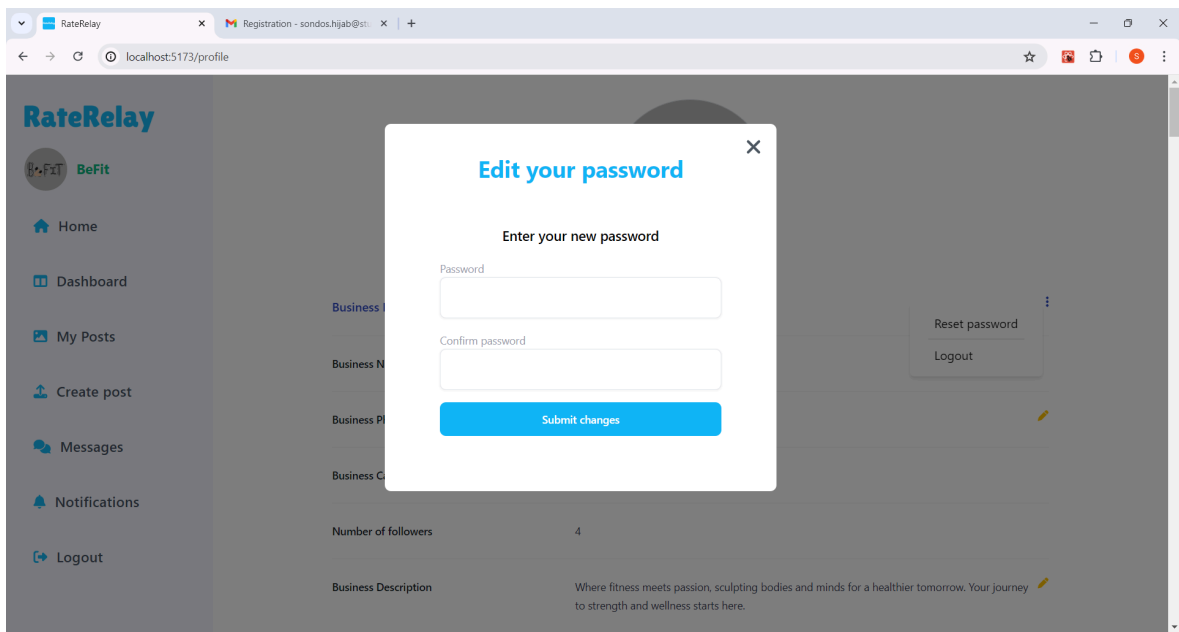 RateRelay
Registration - sondos.hijab@stu
localhost:5173/profile
S
RateRelay
BeFiT
BeFit
Home
Dashboard
My Posts
Create post
Messages
Notifications
Logout
Edit your password
Enter your new password
Password
Confirm password
Submit changes
Business
Reset password
Logout
Business N
Business P
Business Ca
Number of followers 4
Business Description Where fitness meets passion, sculpting bodies and minds for a healthier tomorrow. Your journey
to strength and wellness starts here.